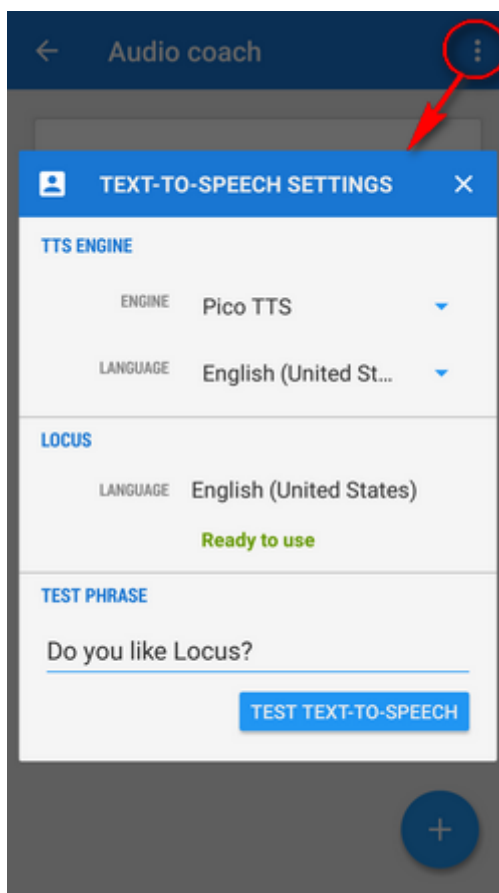 Audio coach
TEXT-TO-SPEECH SETTINGS
TTS ENGINE
ENGINE Pico TTS
LANGUAGE English (United St...
LOCUS
LANGUAGE English (United States)
Ready to use
TEST PHRASE
Do you like Locus?
TEST TEXT-TO-SPEECH